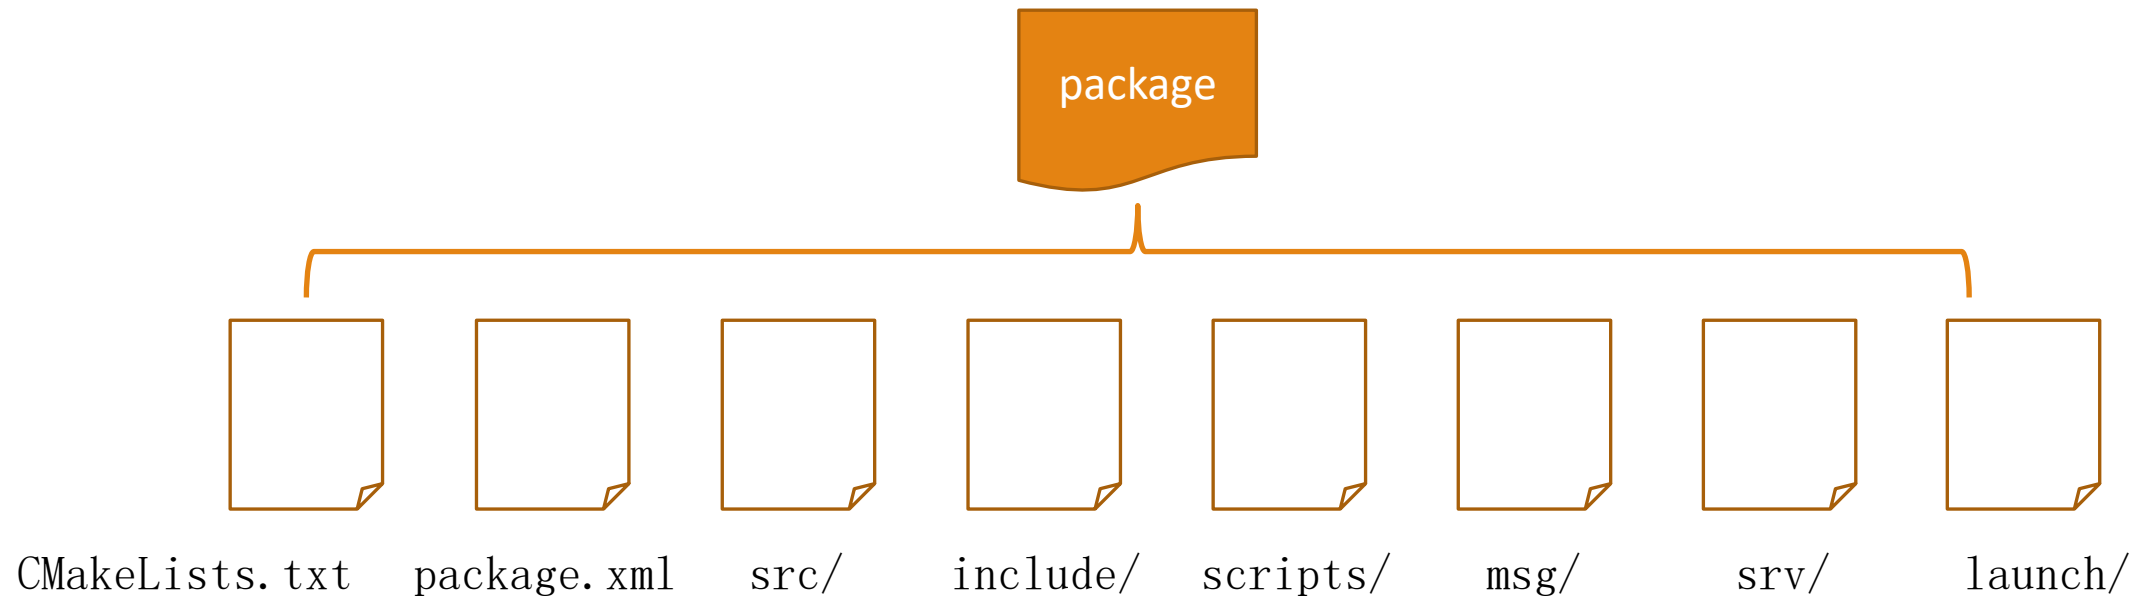 package
CMakeLists.txt package.xml src/ include/ scripts/ msg/ srv/ launch/